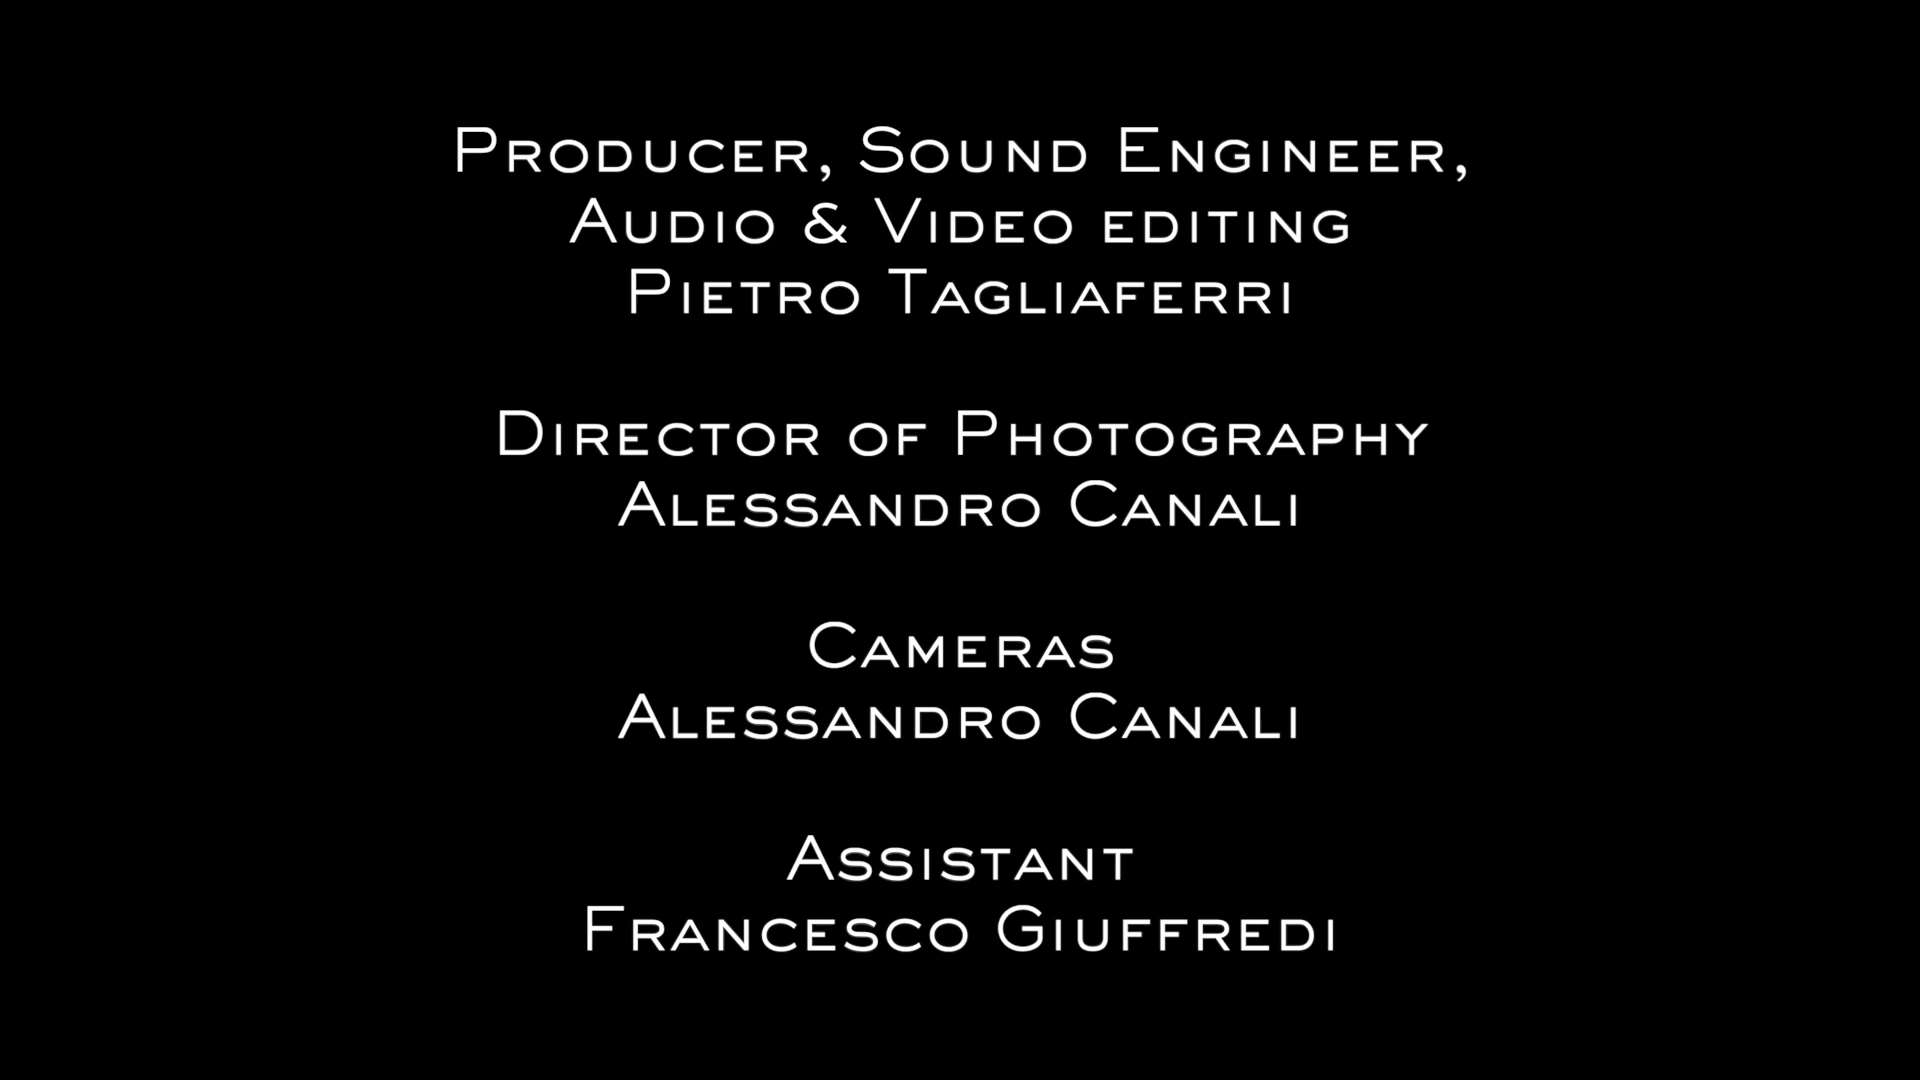 Producer, Sound Engineer,
Audio & Video editing
Pietro Tagliaferri
Director of Photography
Alessandro Canali
Cameras
Alessandro Canali
Assistant
Francesco Giuffredi